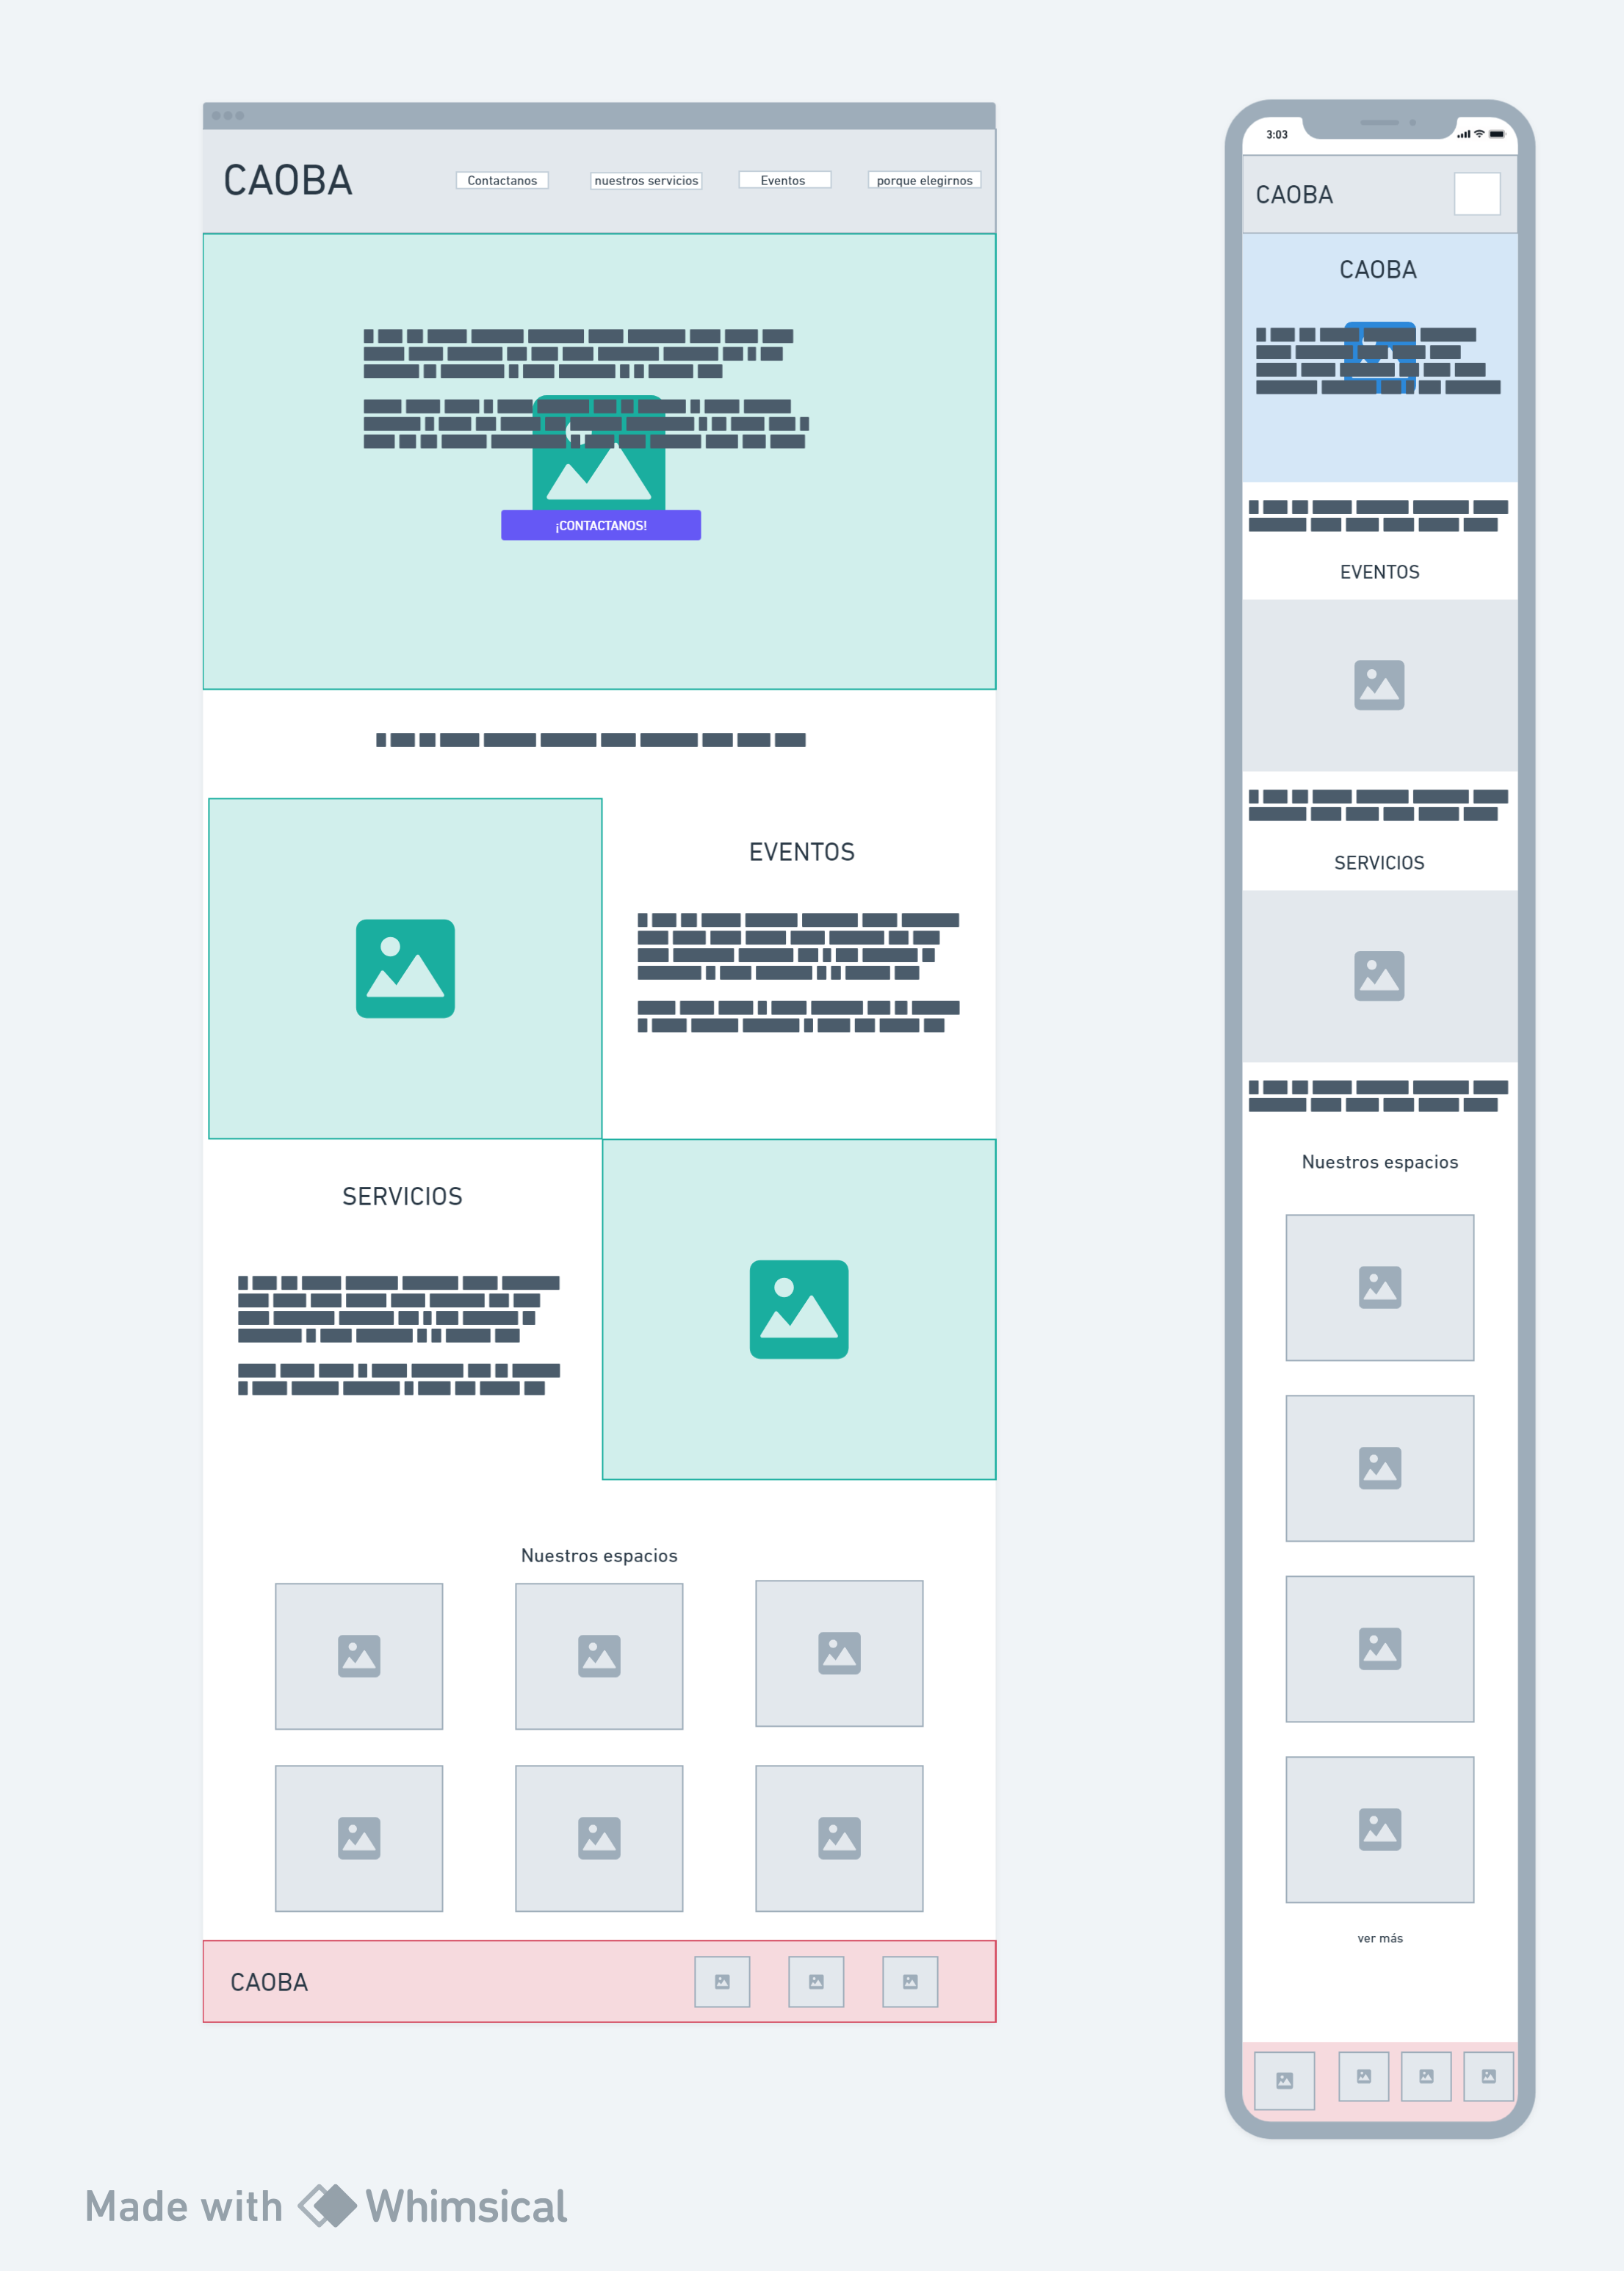 CAOBA
Contactanos
nuestros servicios
Eventos
porque elegirnos
¡CONTACTANOS!
EVENTOS
SERVICIOS
Nuestros espacios
CAOBA
3:03
CAOBA
CAOBA
EVENTOS
SERVICIOS
Nuestros espacios
ver más
Made with Whimsical